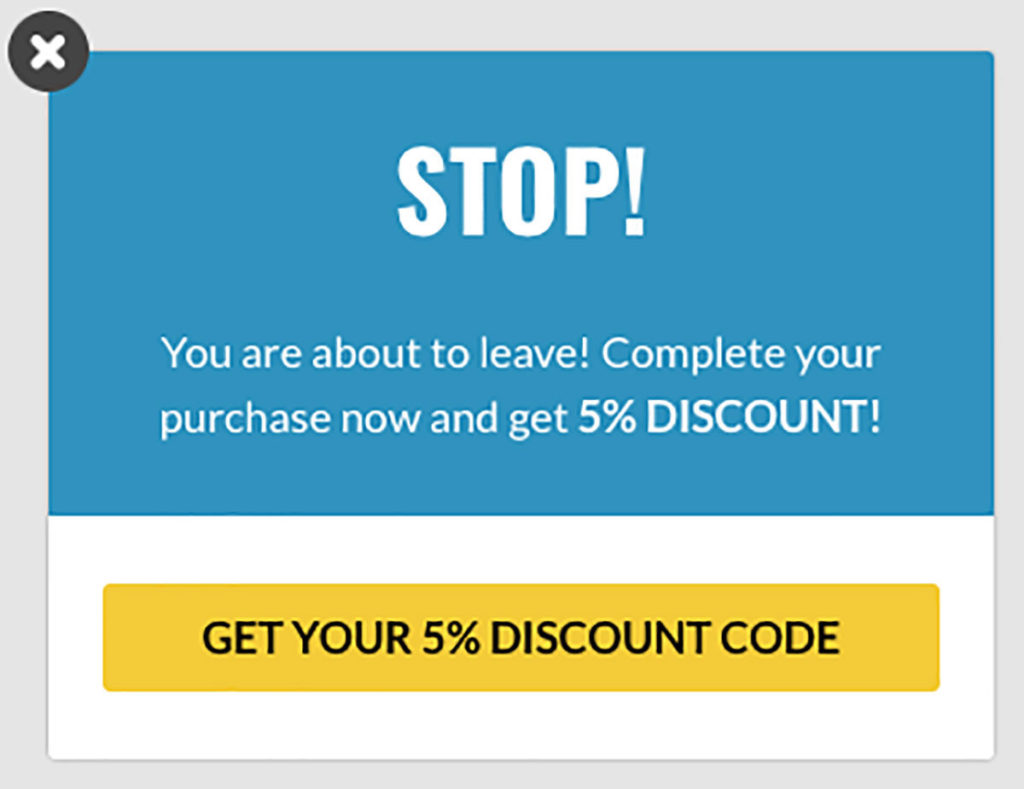 STOP!
You are about to leave! Complete your
purchase now and get 5% DISCOUNT!
GET YOUR 5% DISCOUNT CODE